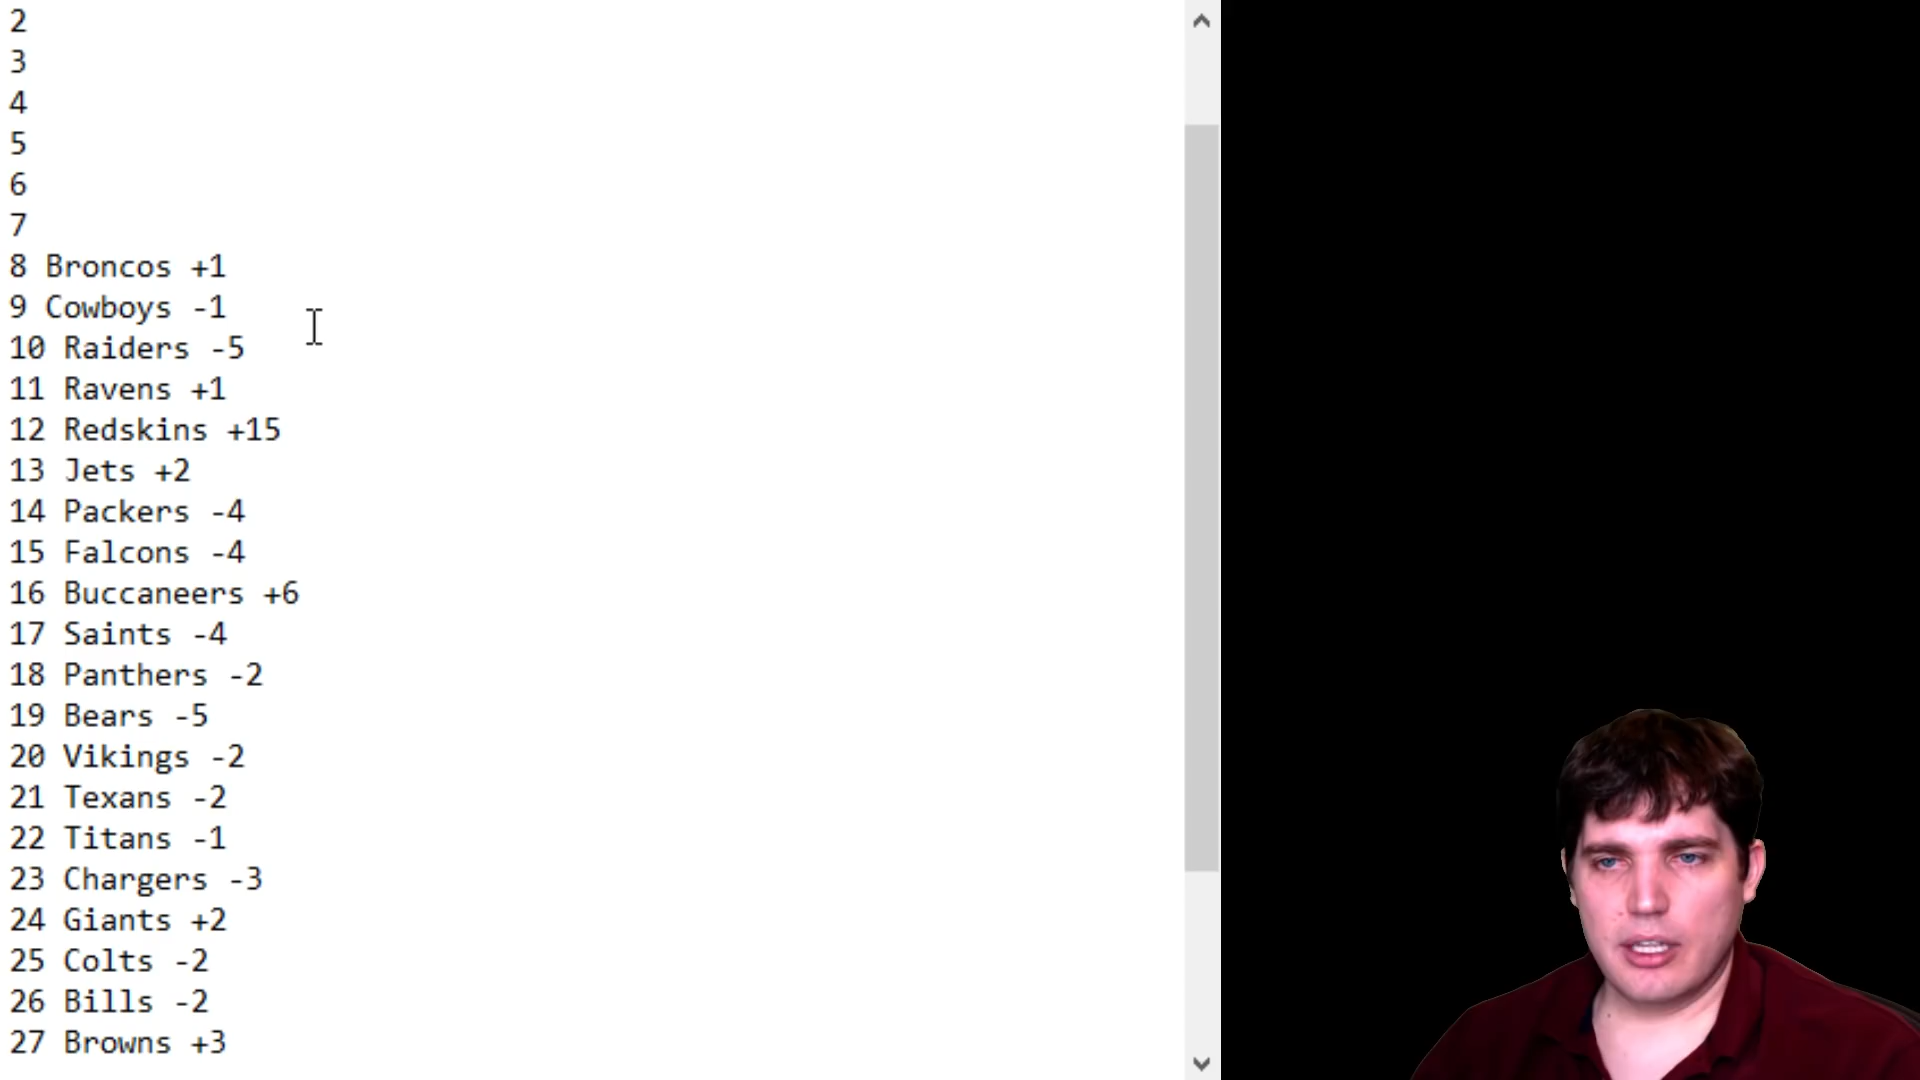 2
3
4
5
6
7
8 Broncos +1
9 Cowboys -1
10 Raiders -5
11 Ravens +1
12 Redskins +15
13 Jets +2
14 Packers -4
15 Falcons -4
16 Buccaneers +6
17 Saints -4
18 Panthers -2
19 Bears -5
20 Vikings -2
21 Texans -2
22 Titans -1
23 Chargers -3
24 Giants +2
25 Colts -2
26 Bills -2
27 Browns +3